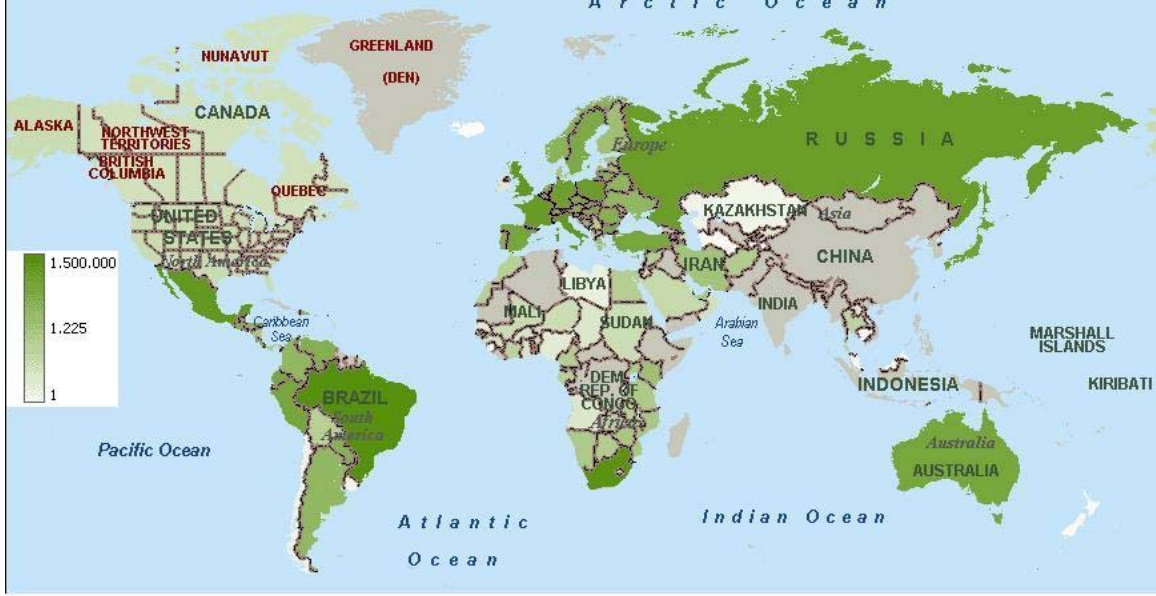 Arctic Ocean
GREENLAND
(DEN)
NUNAVUT
CANADA
ALASKA
NORTHWEST
TERRITORIES
BRITISH
COLUMBIA
QUEBEC
UNITED
STATES
North America
RUSSIA
Europe
KAZAKHSTAN
Asia
CHINA
IRAN
INDIA
LIBYA
MALI
SUDAN
Arabian
Sea
Caribbean
Sea
1.500.000
1.225
1
MARSHALL
ISLANDS
KIRIBATI
INDONESIA
DEM.
REP. OF
CONGO
Africa
BRAZIL
South
America
Pacific Ocean
Australia
AUSTRALIA
Atlantic
Ocean
Indian Ocean